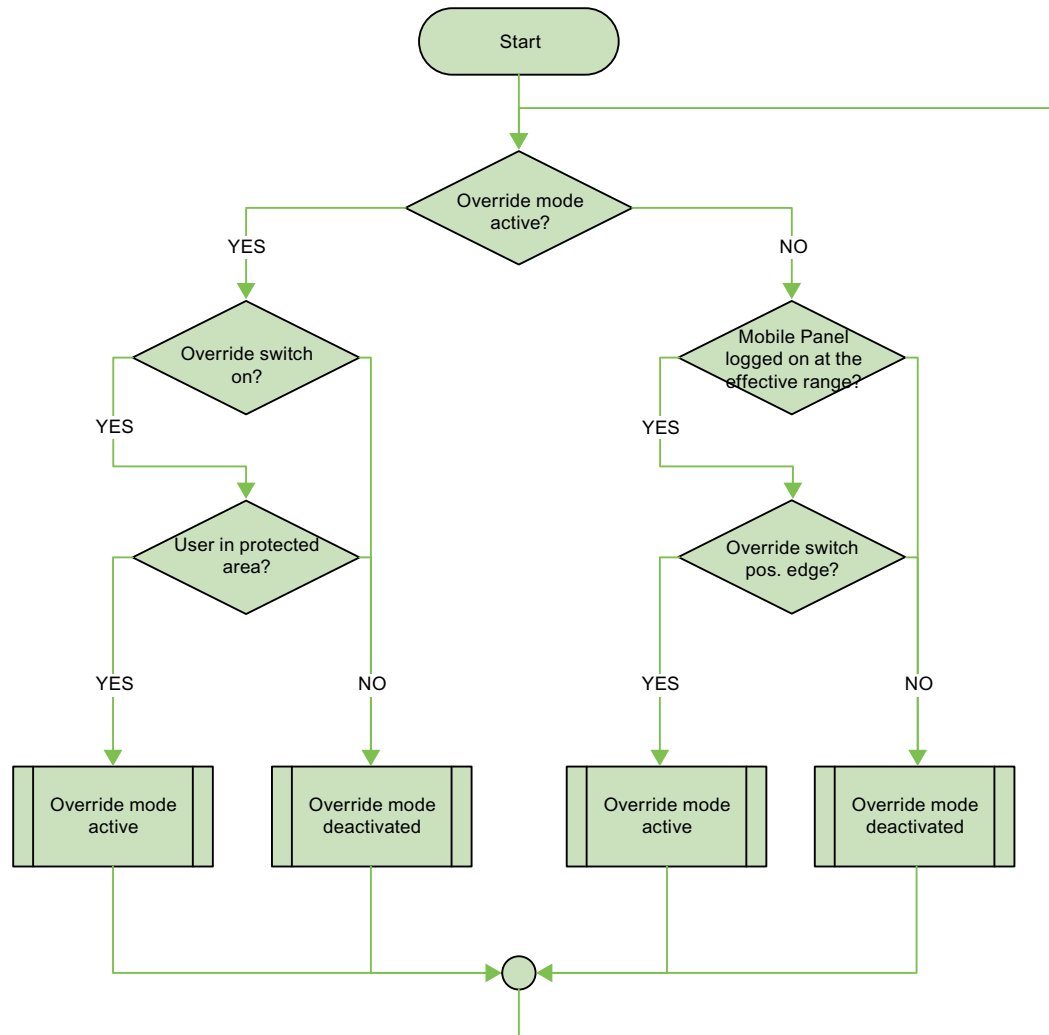 Start
Override mode
active?
YES
NO
Override switch
on?
Mobile Panel
logged on at the
effective range?
YES
YES
User in protected
area?
Override switch
pos. edge?
YES
NO
YES
NO
Override mode
active
Override mode
deactivated
Override mode
active
Override mode
deactivated